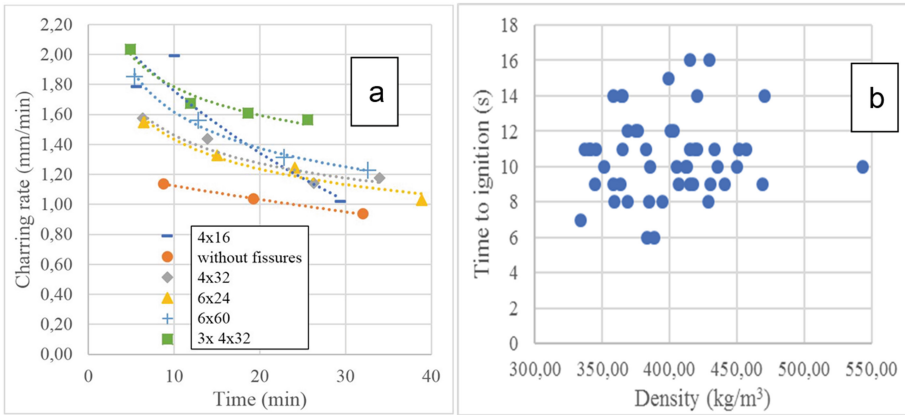 2,20
2,00
1,80
1,60
1,40
1,20
1,00
0,80
0,60
0,40
0,20
0,00
Charring rate (mm/min)
a
4x16
without fissures
4x32
6x24
6x60
3x 4x32
0 10 20 30 40
Time (min)
18
16
14
12
10
8
6
4
2
0
Time to ignition (s)
b
300,00 350,00 400,00 450,00 500,00 550,00
Density (kg/m³)